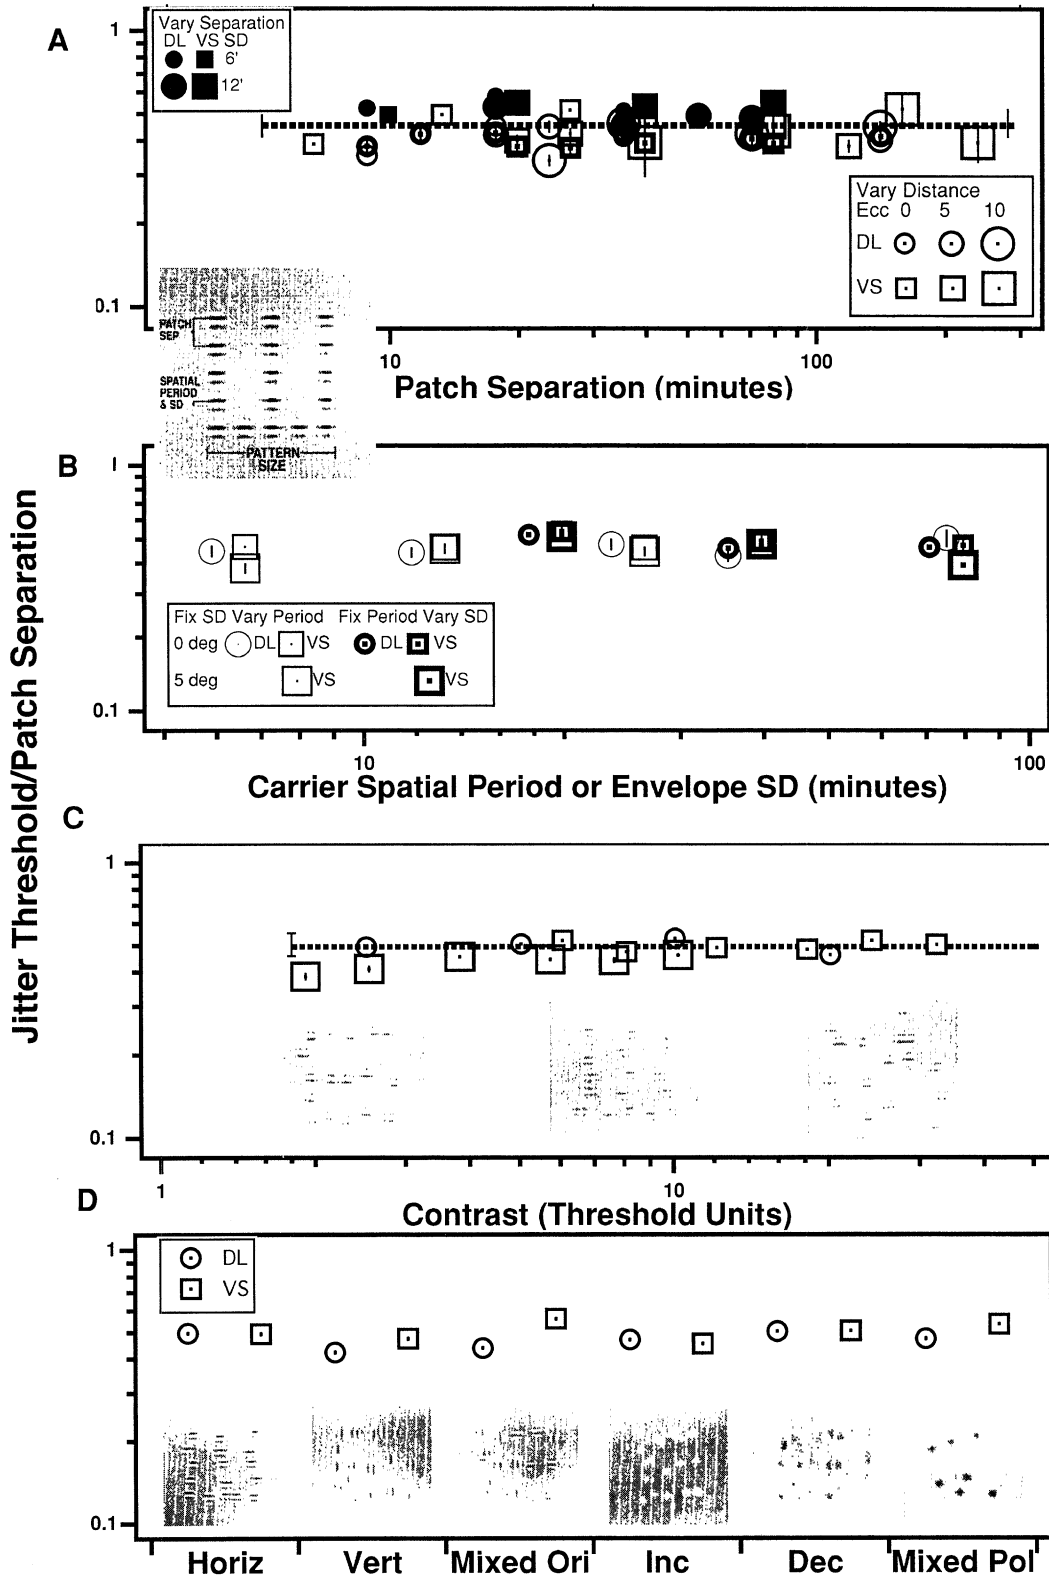 A
1
Vary Separation
DL VS SD
6'
12'
Vary Distance
Ecc 0 5 10
DL
VS
0.1
PATCH
SEP
SPATIAL
PERIOD
& SD
PATTERN
SIZE
10 100
Patch Separation (minutes)
B
1
Fix SD Vary Period Fix Period Vary SD
0 deg DL VS DL VS
5 deg VS VS
0.1
10 100
Carrier Spatial Period or Envelope SD (minutes)
Jitter Threshold/Patch Separation
C
1
0.1
1 10
Contrast (Threshold Units)
D
1
DL
VS
0.1
Horiz Vert Mixed Ori Inc Dec Mixed Pol